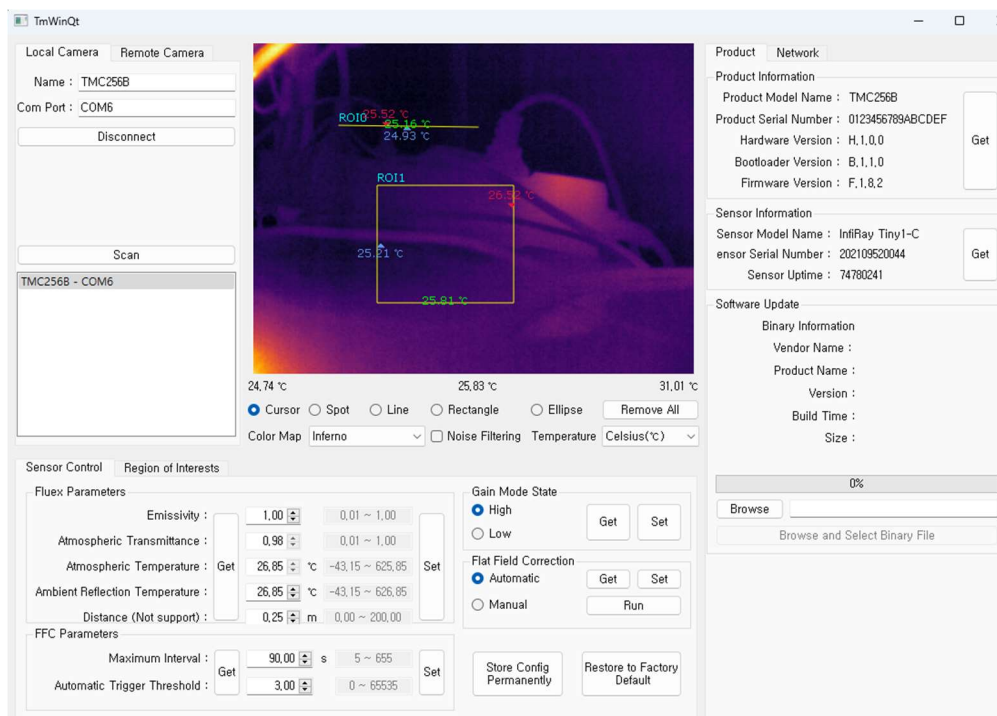 TmWinQt
Local Camera
Remote Camera
Name : TMC256B
Com Port : COM6
Disconnect
Scan
TMC256B - COM6
ROI0
25.52 ℃
25.16 ℃
24.93 ℃
ROI1
26.52 ℃
25.21 ℃
25.81 ℃
24,74 ℃ 25,83 ℃ 31,01 ℃
Cursor Spot Line Rectangle Ellipse Remove All
Color Map Inferno Noise Filtering Temperature Celsius(℃)
Product Network
Product Information
Product Model Name : TMC256B
Product Serial Number : 0123456789ABCDEF
Hardware Version : H,1,0,0
Get
Bootloader Version : B,1,1,0
Firmware Version : F,1,8,2
Sensor Information
Sensor Model Name : InfiRay Tiny1-C
ensor Serial Number : 202109520044
Get
Sensor Uptime : 74780241
Software Update
Binary Information
Vendor Name :
Product Name :
Version :
Build Time :
Size :
0%
Browse
Browse and Select Binary File
Sensor Control Region of Interests
Fluex Parameters
Emissivity : 1,00 0,01 ~ 1,00
Atmospheric Transmittance : 0,98 0,01 ~ 1,00
Atmospheric Temperature : Get 26,85 ℃ -43,15 ~ 625,85 Set
Ambient Reflection Temperature : 26,85 ℃ -43,15 ~ 626,85
Distance (Not support) : 0,25 m 0,00 ~ 200,00
FFC Parameters
Maximum Interval : 90,00 s 5 ~ 655
Get Set
Automatic Trigger Threshold : 3,00 0 ~ 65535
Gain Mode State
High
Get Set
Low
Flat Field Correction
Automatic Get Set
Manual Run
Store Config
Permanently
Restore to Factory
Default